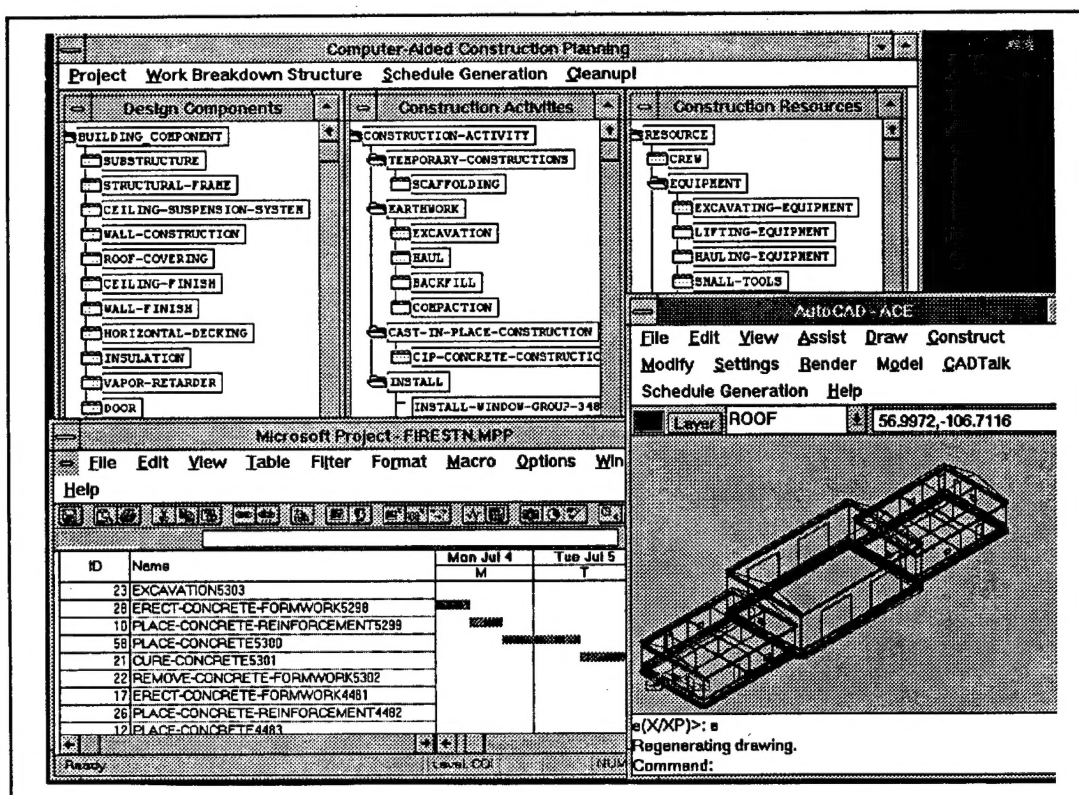 Computer-Aided Construction Planning
Project Work Breakdown Structure Schedule Generation Cleanup!
Design Components
BUILDING_COMPONENT
SUBSTRUCTURE
STRUCTURAL-FRAME
CEILING-SUSPENSION-SYSTEM
WALL-CONSTRUCTION
ROOF-COVERING
CEILING-FINISH
WALL-FINISH
HORIZONTAL-DECKING
INSULATION
VAPOR-RETARDER
DOOR
Construction Activities
CONSTRUCTION-ACTIVITY
TEMPORARY-CONSTRUCTIONS
SCAFFOLDING
EARTHWORK
EXCAVATION
HAUL
BACKFILL
COMPACTION
CAST-IN-PLACE-CONSTRUCTION
CIP-CONCRETE-CONSTRUCTIO
INSTALL
INSTALL-WINDOW-GROUP-348
Construction Resources
RESOURCE
CREW
EQUIPMENT
EXCAVATING-EQUIPMENT
LIFTING-EQUIPMENT
HAULING-EQUIPMENT
SMALL-TOOLS
AutoCAD - ACE
File Edit View Assist Draw Construct
Modify Settings Render Model CADTalk
Schedule Generation Help
Layer ROOF 56.9972,-106.7116
e(X/XP)>: e
Regenerating drawing.
Command:
Microsoft Project - FIRESTN.MPP
File Edit View Table Filter Format Macro Options Win
Help
ID Name Mon Jul 4 Tue Jul 5
M T
23 EXCAVATION5303
28 ERECT-CONCRETE-FORMWORK5298
10 PLACE-CONCRETE-REINFORCEMENT5299
58 PLACE-CONCRETE5300
21 CURE-CONCRETE5301
22 REMOVE-CONCRETE-FORMWORK5302
17 ERECT-CONCRETE-FORMWORK4481
26 PLACE-CONCRETE-REINFORCEMENT4482
12 PLACE-CONCRETE4483
Ready NUM